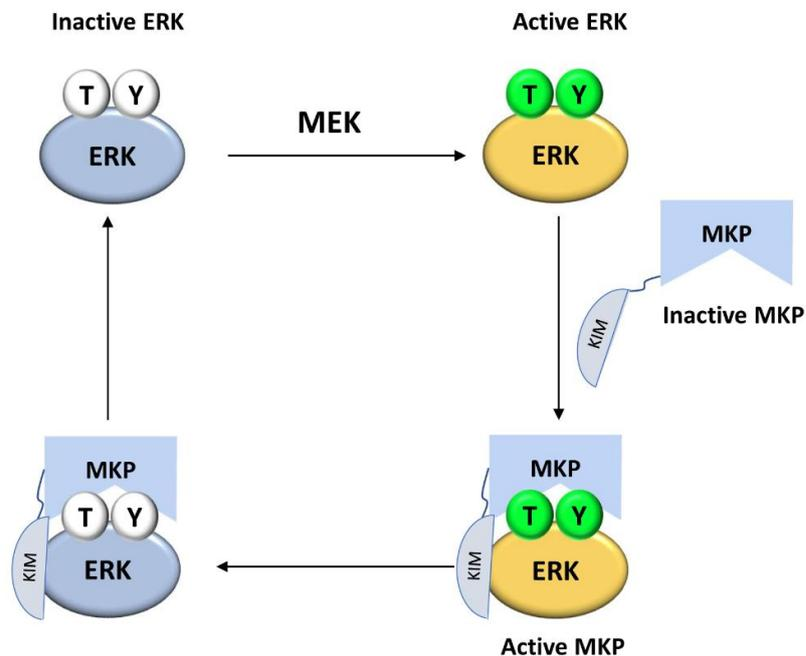 Inactive ERK
Active ERK
T Y
ERK
MEK
T Y
ERK
MKP
KIM
Inactive MKP
MKP
T Y
KIM
ERK
MKP
T Y
KIM
ERK
Active MKP